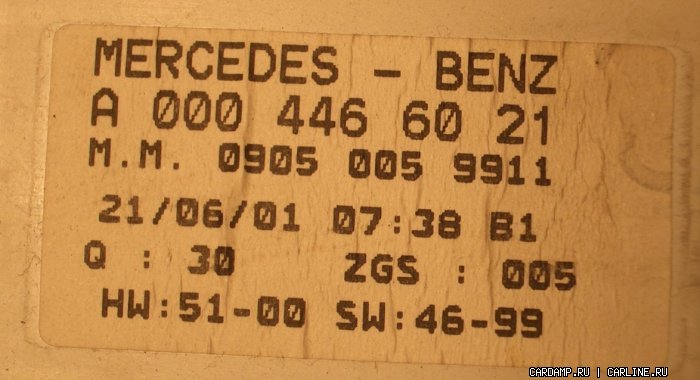 MERCEDES - BENZ
A 000 446 60 21
M.M. 0905 005 9911
21/06/01 07:38 B1
Q : 30 ZGS : 005
HW:51-00 SW:46-99
CARDAMP.RU | CARLINE.RU